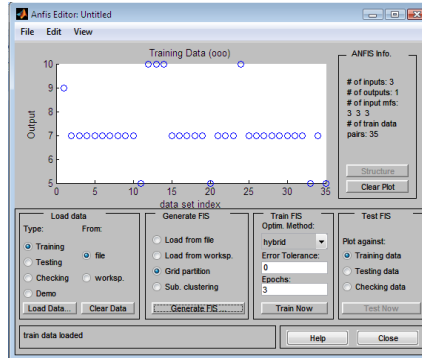 Anfis Editor: Untitled
File Edit View
Training Data (ooo)
10
9
8
7
6
5
Output
0 5 10 15 20 25 30 35
data set index
ANFIS Info.
# of inputs: 3
# of outputs: 1
# of input mfs:
3 3 3
# of train data
pairs: 35
Structure
Clear Plot
Load data
Type: From:
Training
Testing
Checking
Demo
file
worksp.
Load Data... Clear Data
Generate FIS
Load from file
Load from worksp.
Grid partition
Sub. clustering
Generate FIS ...
Train FIS
Optim. Method:
hybrid
Error Tolerance:
0
Epochs:
3
Train Now
Test FIS
Plot against:
Training data
Testing data
Checking data
Test Now
train data loaded
Help Close